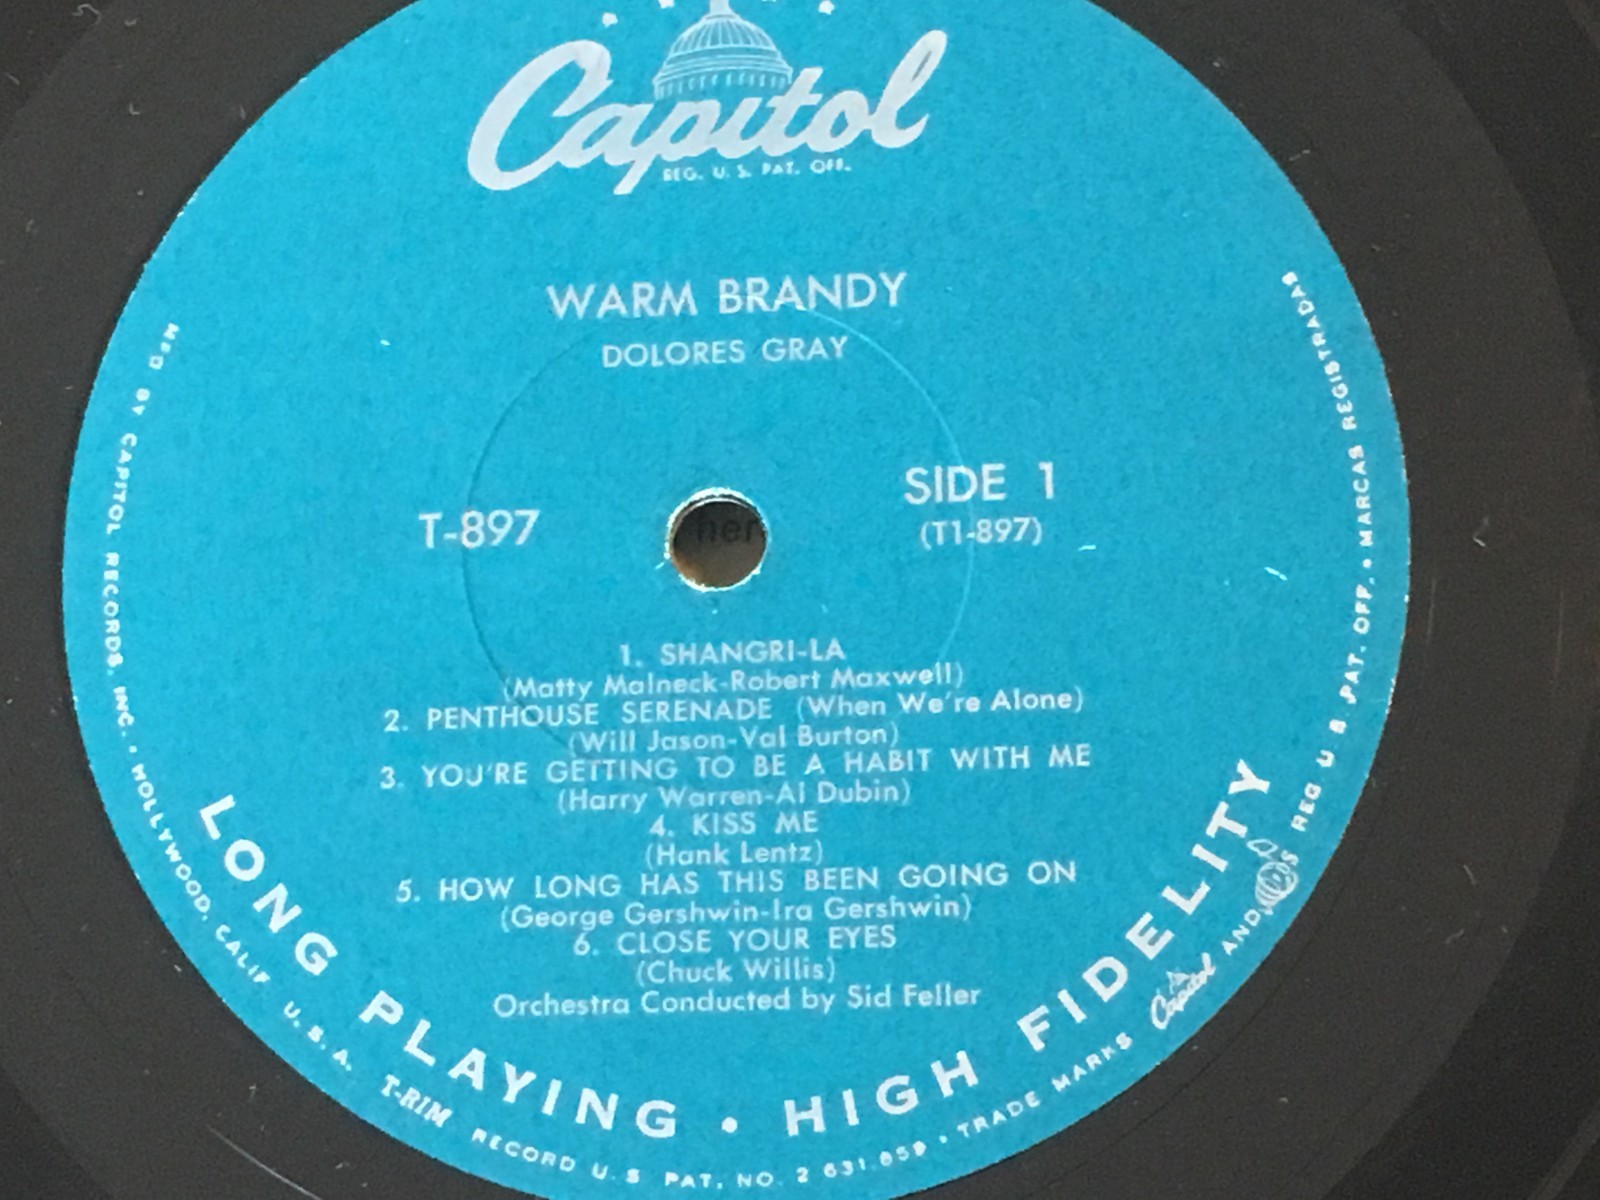 Capitol
REG. U. S. PAT. OFF.
WARM BRANDY
DOLORES GRAY
T-897
SIDE 1
(T1-897)
1. SHANGRI-LA
(Matty Malneck-Robert Maxwell)
2. PENTHOUSE SERENADE (When We're Alone)
(Will Jason-Val Burton)
3. YOU'RE GETTING TO BE A HABIT WITH ME
(Harry Warren-Al Dubin)
4. KISS ME
(Hank Lentz)
5. HOW LONG HAS THIS BEEN GOING ON
(George Gershwin-Ira Gershwin)
6. CLOSE YOUR EYES
(Chuck Willis)
Orchestra Conducted by Sid Feller
LONG PLAYING • HIGH FIDELITY
MFD BY CAPITOL RECORDS, INC. • HOLLYWOOD, CALIF U.S.A. T-RIM RECORD U.S PAT. NO. 2 631.859 • TRADE MARKS Capitol AND REG U S PAT. OFF. • MARCAS REGISTRADAS
her